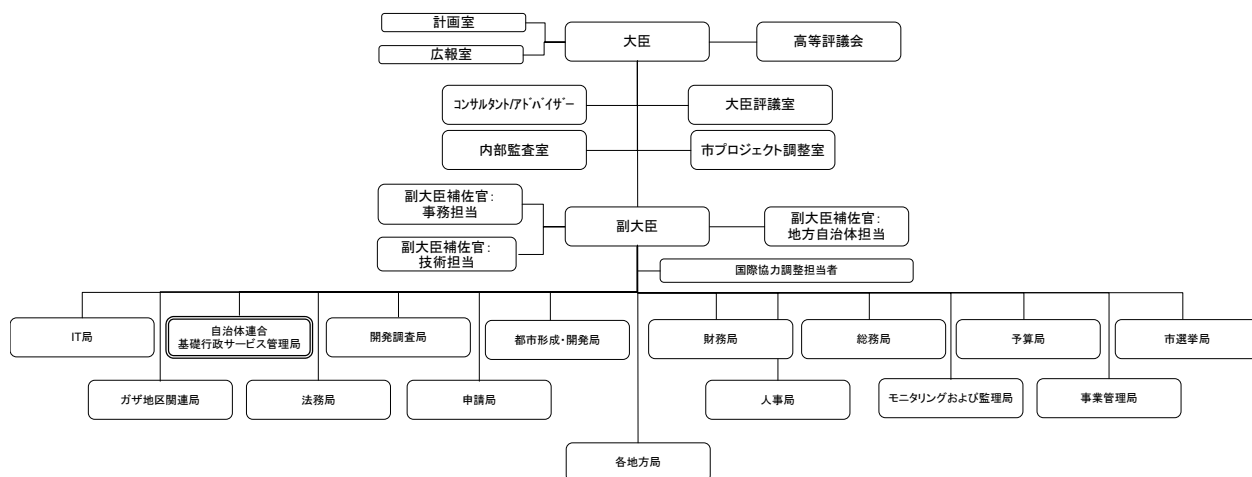 計画室
大臣
高等評議会
広報室
コンサルタント/アドバイザー
大臣評議室
内部監査室
市プロジェクト調整室
副大臣補佐官：
事務担当
副大臣
副大臣補佐官：
地方自治体担当
副大臣補佐官：
技術担当
国際協力調整担当者
IT局
自治体連合
基礎行政サービス管理局
開発調査局
都市形成・開発局
財務局
総務局
予算局
市選挙局
ガザ地区関連局
法務局
申請局
人事局
モニタリングおよび監理局
事業管理局
各地方局